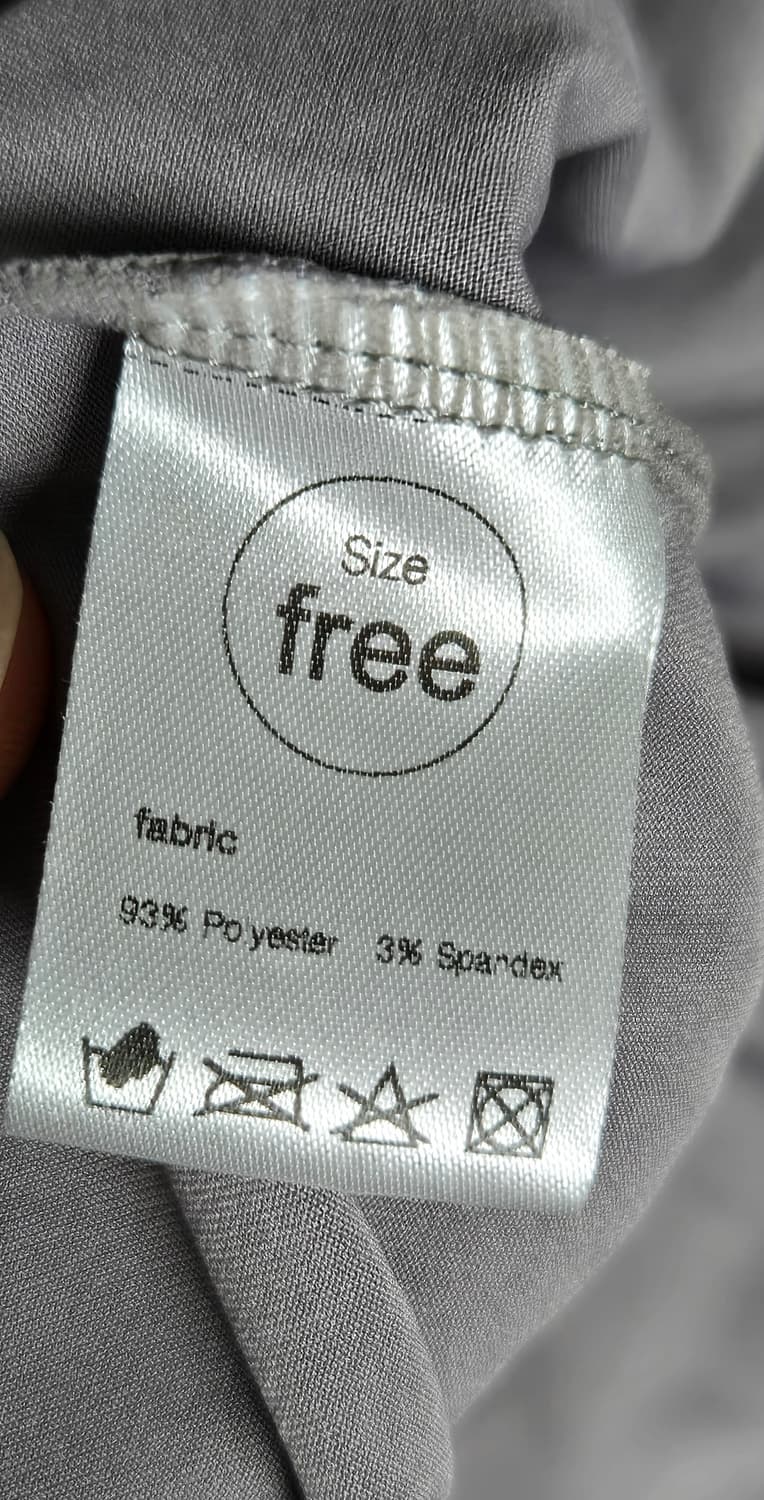 Size
free
fabric
93% Polyester 3% Spandex